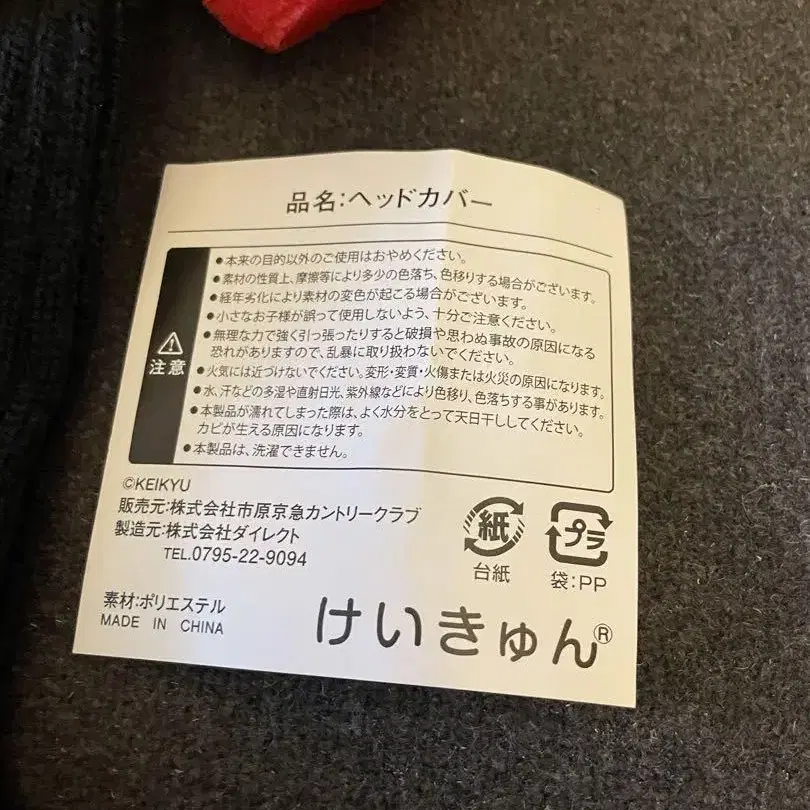 品名:ヘッドカバー
●本来の目的以外のご使用はおやめください。
●素材の性質上、摩擦等により多少の色落ち、色移りする場合がございます。
●経年劣化により素材の変色が起こる場合がございます。
●小さなお子様が誤って使用しないよう、十分ご注意ください。
●無理な力で強く引っ張ったりすると破損や思わぬ事故の原因になる
恐れがありますので、乱暴に取り扱わないでください。
●火気には近づけないでください。変形・変質・火傷または火災の原因になります。
●水、汗などの多湿や直射日光、紫外線などにより色移り、色落ちする事があります。
●本製品が濡れてしまった際は、よく水分をとって天日干ししてください。
カビが生える原因になります。
●本製品は、洗濯できません。
注意
©KEIKYU
販売元:株式会社市原京急カントリークラブ
製造元:株式会社ダイレクト
TEL.0795-22-9094
紙
台紙
プラ
袋:PP
素材:ポリエステル
MADE IN CHINA
けいきゅん®